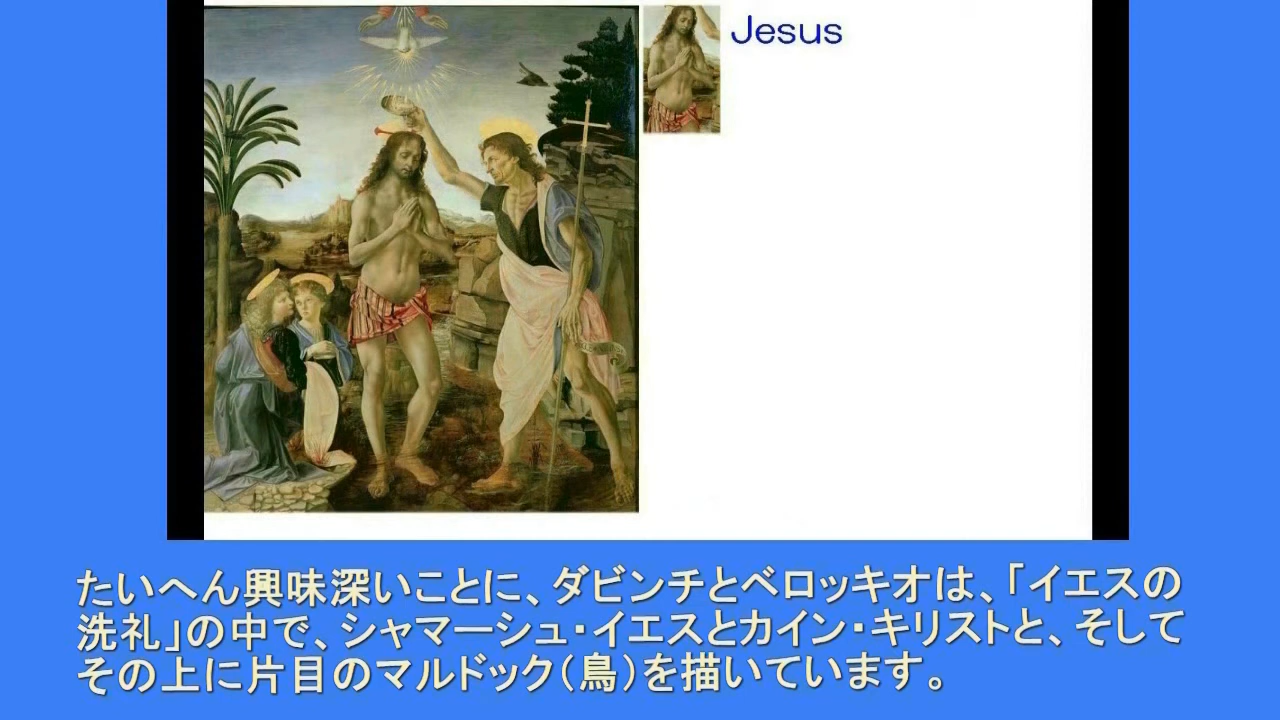 Jesus
たいへん興味深いことに、ダビンチとベロッキオは、「イエスの
洗礼」の中で、シャマーシュ・イエスとカイン・キリストと、そして
その上に片目のマルドック（鳥）を描いています。